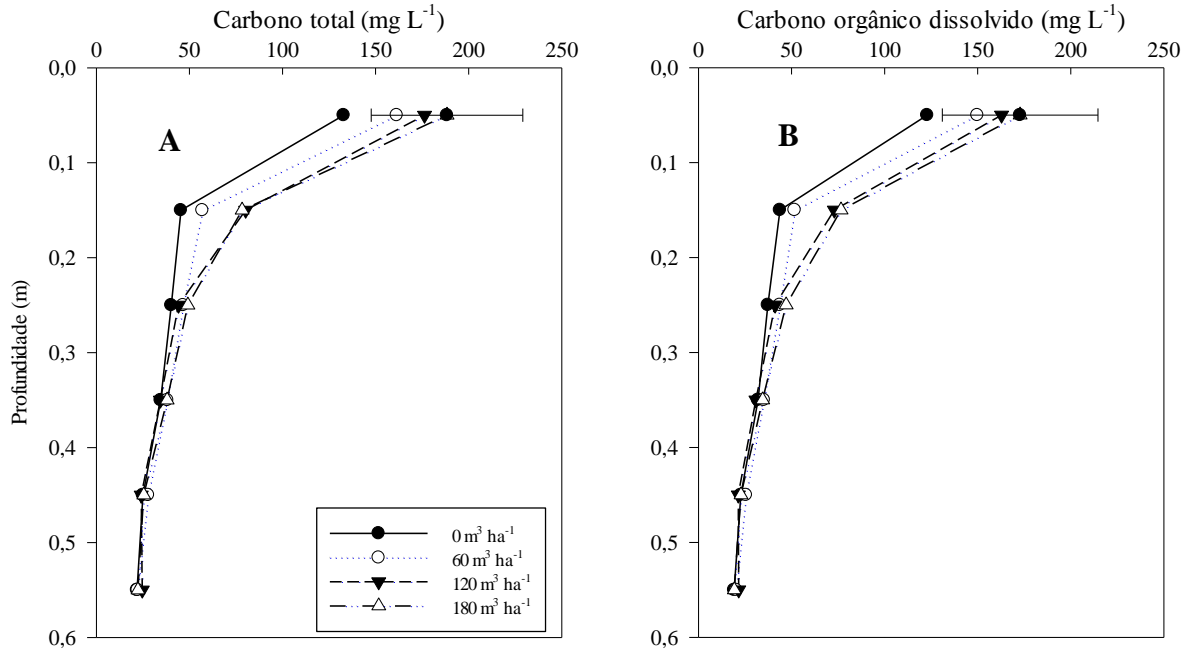 Carbono total (mg L⁻¹)
0 50 100 150 200 250
0,0
0,1
0,2
0,3
0,4
0,5
0,6
Profundidade (m)
A
0 m³ ha⁻¹
60 m³ ha⁻¹
120 m³ ha⁻¹
180 m³ ha⁻¹
Carbono orgânico dissolvido (mg L⁻¹)
0 50 100 150 200 250
0,0
0,1
0,2
0,3
0,4
0,5
0,6
B